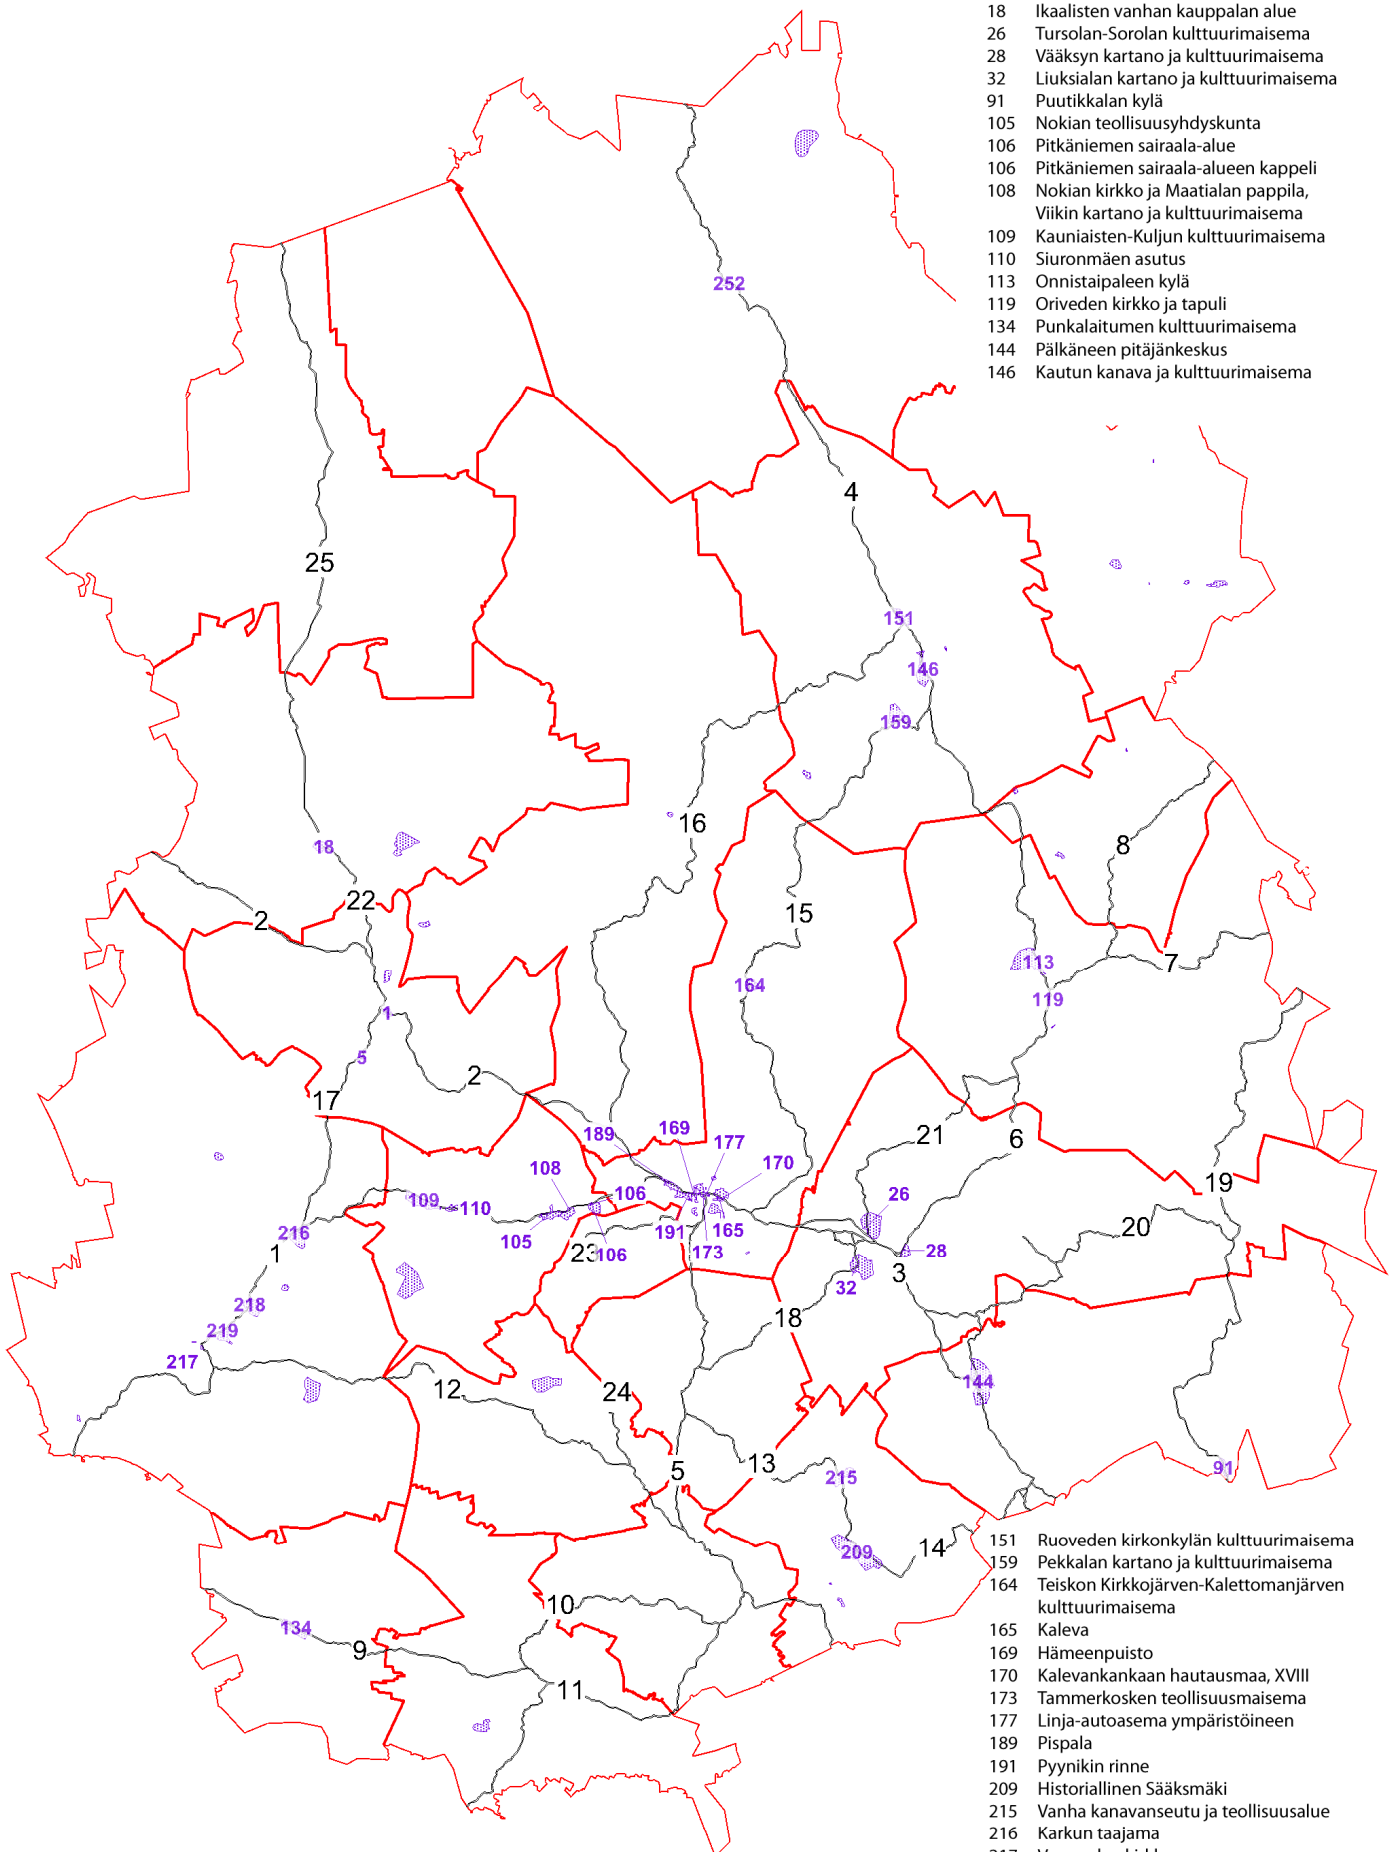 18 Ikaalisten vanhan kauppalan alue
26 Tursolan-Sorolan kulttuurimaisema
28 Vääksyn kartano ja kulttuurimaisema
32 Liuksialan kartano ja kulttuurimaisema
91 Puutikkalan kylä
105 Nokian teollisuusyhdyskunta
106 Pitkäniemen sairaala-alue
106 Pitkäniemen sairaala-alueen kappeli
108 Nokian kirkko ja Maatialan pappila,
Viikin kartano ja kulttuurimaisema
109 Kauniaisten-Kuljun kulttuurimaisema
110 Siuronmäen asutus
113 Onnistaipaleen kylä
119 Oriveden kirkko ja tapuli
134 Punkalaitumen kulttuurimaisema
144 Pälkäneen pitäjänkeskus
146 Kautun kanava ja kulttuurimaisema
252
4
25
151
146
159
16
18
8
22
2
15
7
113
164
119
1
5
2
17
189
169
177
21
6
108
170
106
19
109
110
26
20
216
105
191
165
1
23
106
173
28
3
32
218
18
219
217
144
12
24
5
13
215
91
14
209
10
134
9
11
151 Ruoveden kirkonkylän kulttuurimaisema
159 Pekkalan kartano ja kulttuurimaisema
164 Teiskon Kirkkojärven-Kalettomanjärven
kulttuurimaisema
165 Kaleva
169 Hämeenpuisto
170 Kalevankankaan hautausmaa, XVIII
173 Tammerkosken teollisuusmaisema
177 Linja-autoasema ympäristöineen
189 Pispala
191 Pyynikin rinne
209 Historiallinen Sääksmäki
215 Vanha kanavanseutu ja teollisuusalue
216 Karkun taajama